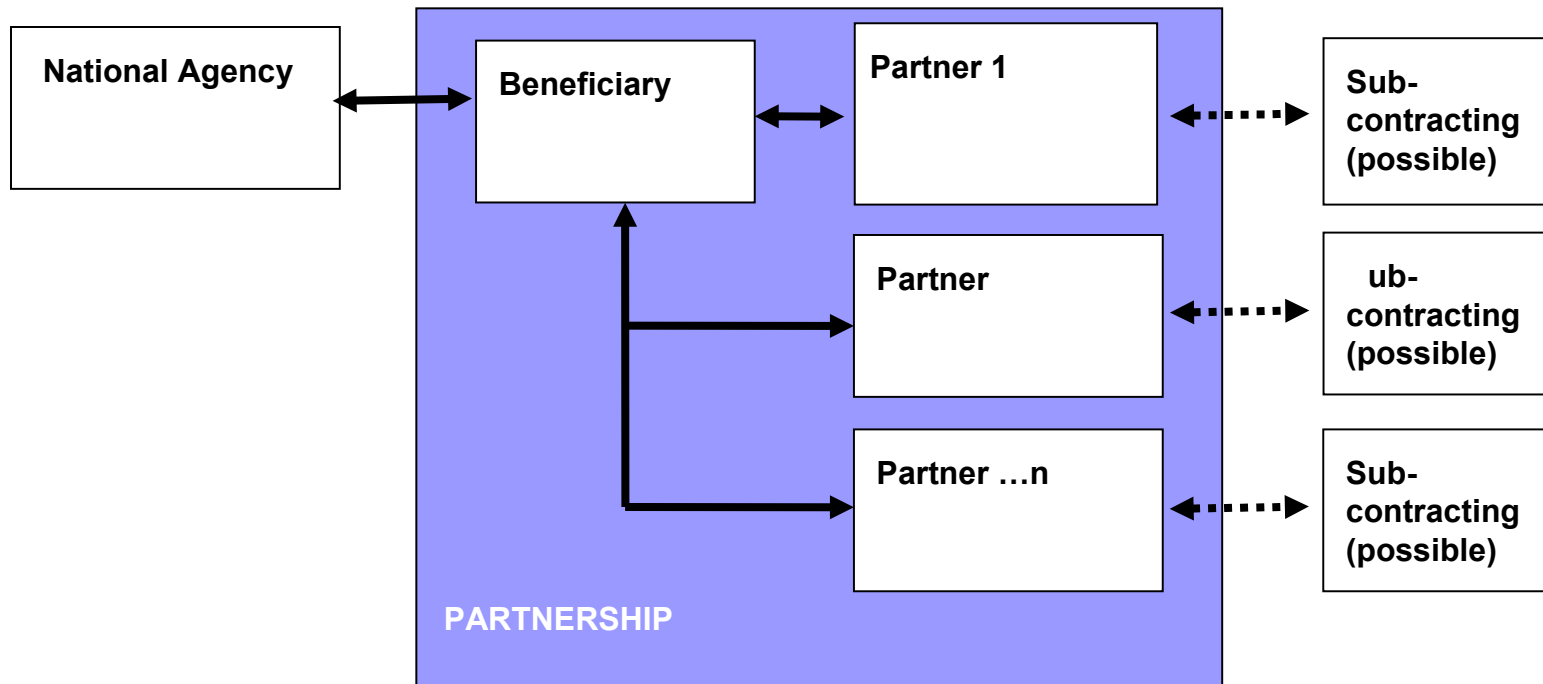 National Agency
Beneficiary
Partner 1
Sub-
contracting
(possible)
Partner
ub-
contracting
(possible)
Partner …n
Sub-
contracting
(possible)
PARTNERSHIP